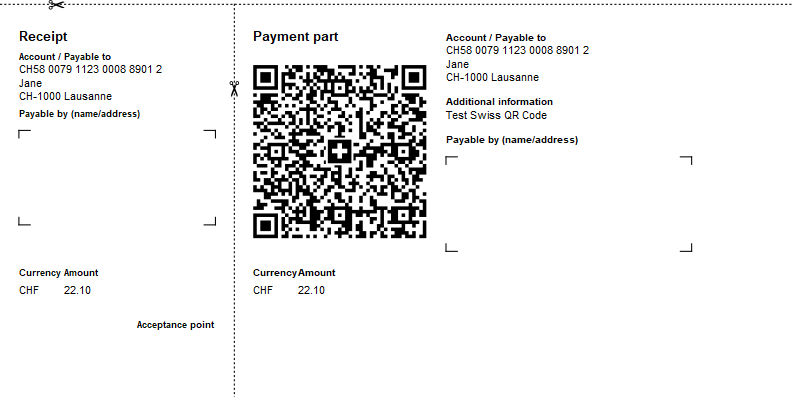 Receipt
Account / Payable to
CH58 0079 1123 0008 8901 2
Jane
CH-1000 Lausanne
Payable by (name/address)
Currency Amount
CHF 22.10
Acceptance point
Payment part
Currency Amount
CHF 22.10
Account / Payable to
CH58 0079 1123 0008 8901 2
Jane
CH-1000 Lausanne
Additional information
Test Swiss QR Code
Payable by (name/address)